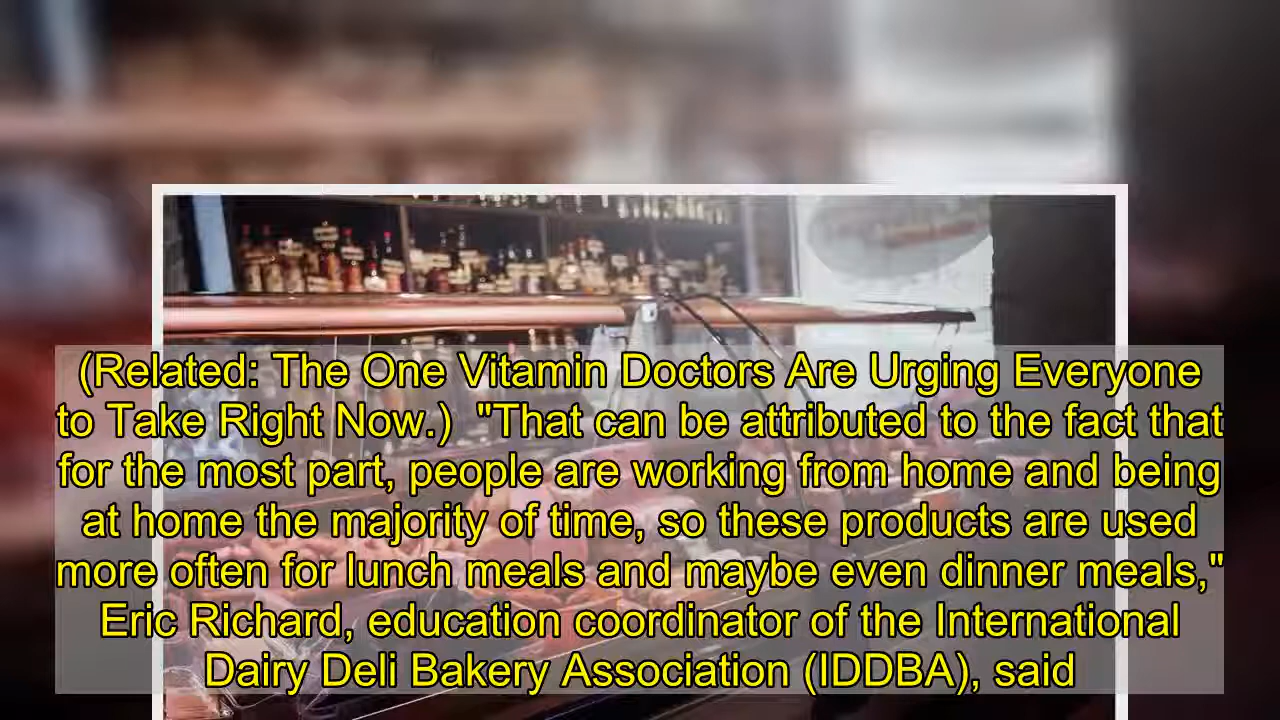 (Related: The One Vitamin Doctors Are Urging Everyone
to Take Right Now.)  "That can be attributed to the fact that
for the most part, people are working from home and being
at home the majority of time, so these products are used
more often for lunch meals and maybe even dinner meals,"
Eric Richard, education coordinator of the International
Dairy Deli Bakery Association (IDDBA), said